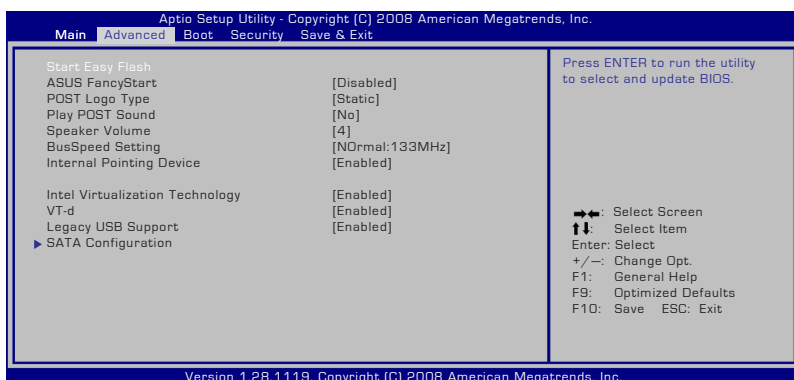 Aptio Setup Utility - Copyright (C) 2008 American Megatrends, Inc.
Main Advanced Boot Security Save & Exit
Start Easy Flash
ASUS FancyStart [Disabled]
POST Logo Type [Static]
Play POST Sound [No]
Speaker Volume [4]
BusSpeed Setting [NOrmal:133MHz]
Internal Pointing Device [Enabled]
Intel Virtualization Technology [Enabled]
VT-d [Enabled]
Legacy USB Support [Enabled]
SATA Configuration
Press ENTER to run the utility
to select and update BIOS.
→←: Select Screen
↑↓: Select Item
Enter: Select
+/—: Change Opt.
F1: General Help
F9: Optimized Defaults
F10: Save ESC: Exit
Version 1.28.1119. Copyright (C) 2008 American Megatrends, Inc.